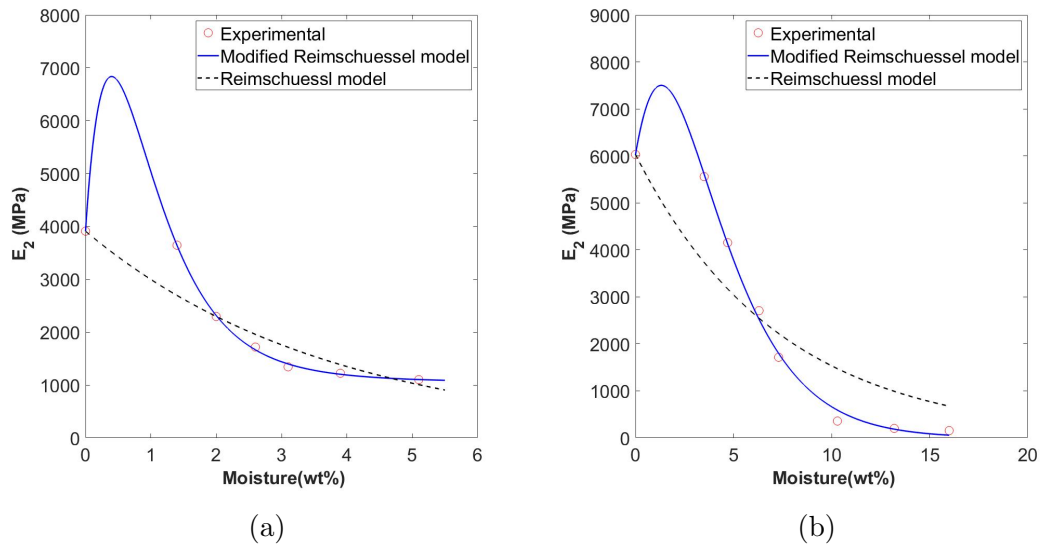 8000
7000
6000
5000
4000
3000
2000
1000
0
E2 (MPa)
0 1 2 3 4 5 6
Moisture(wt%)
Experimental
Modified Reimschuessel model
Reimschuessl model
(a)
9000
8000
7000
6000
5000
4000
3000
2000
1000
0
E2 (MPa)
0 5 10 15 20
Moisture(wt%)
Experimental
Modified Reimschuessel model
Reimschuessl model
(b)